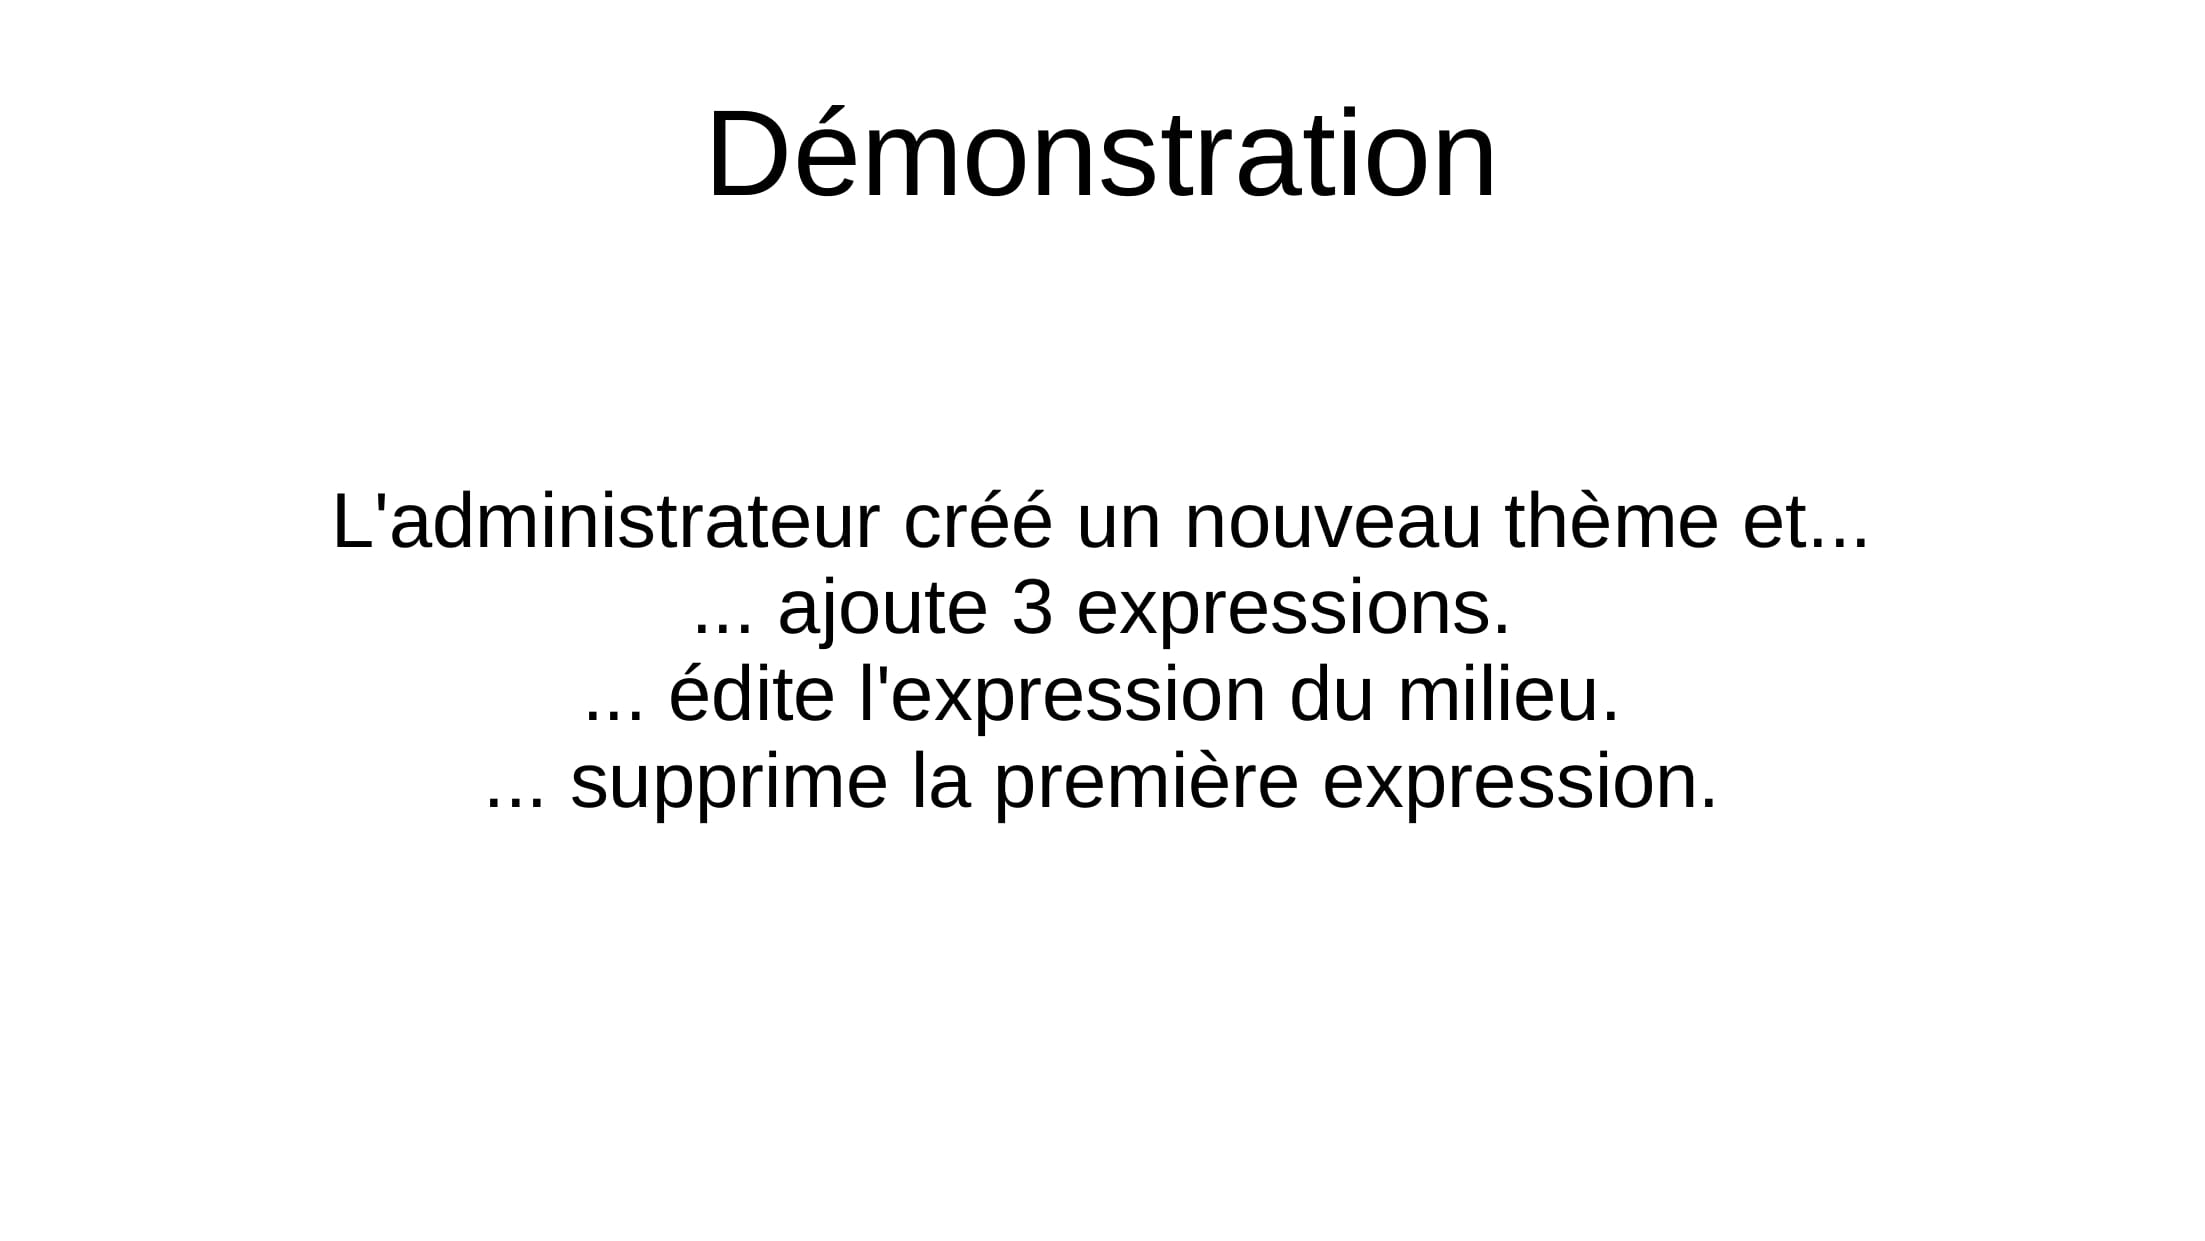 Démonstration
L'administrateur créé un nouveau thème et...
... ajoute 3 expressions.
... édite l'expression du milieu.
... supprime la première expression.